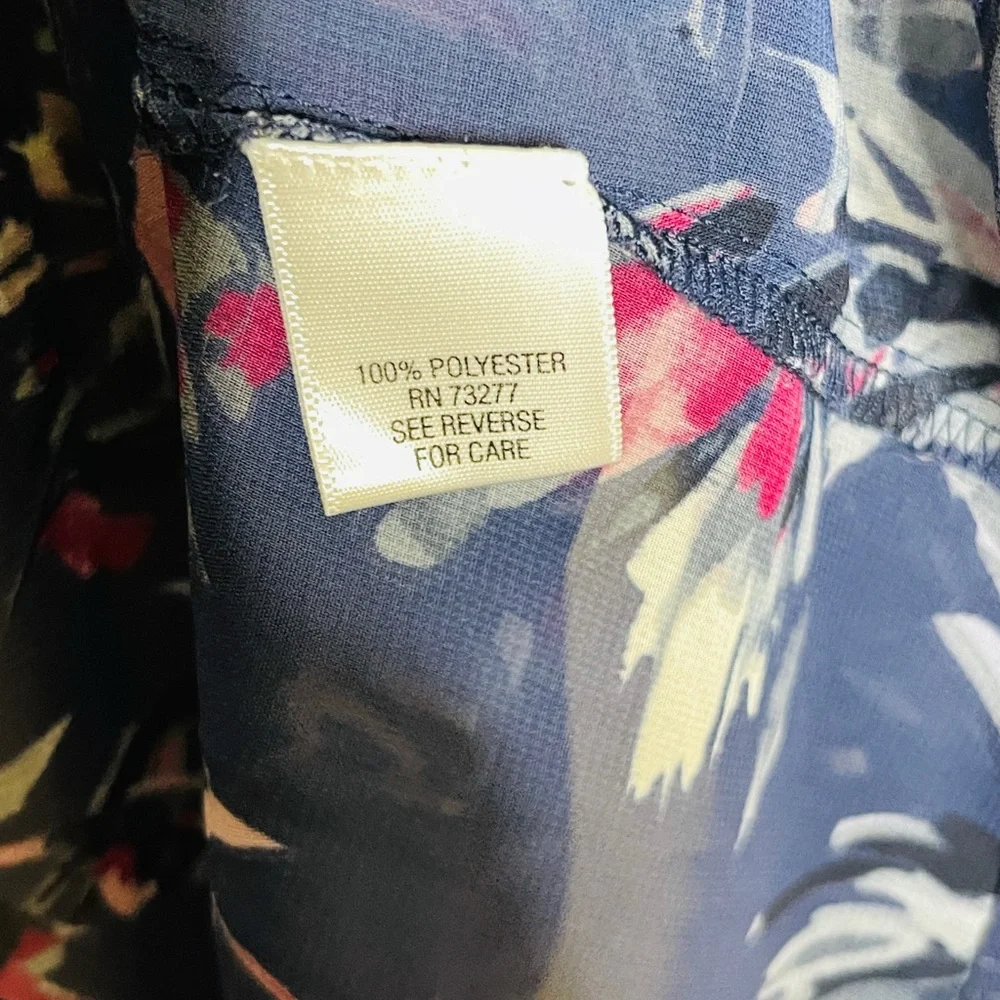 100% POLYESTER
RN 73277
SEE REVERSE
FOR CARE